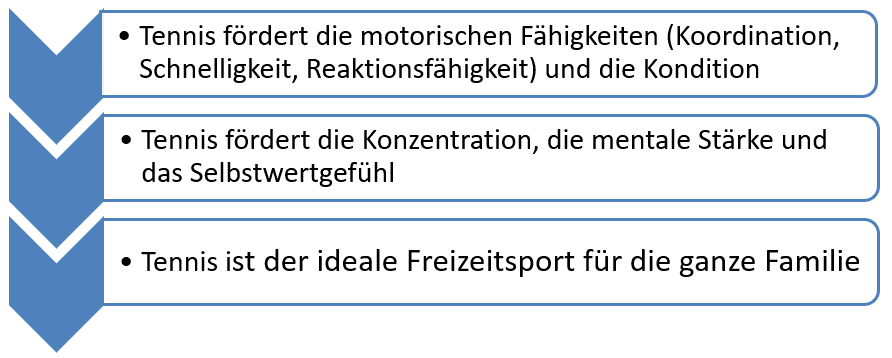 • Tennis fördert die motorischen Fähigkeiten (Koordination,
Schnelligkeit, Reaktionsfähigkeit) und die Kondition
• Tennis fördert die Konzentration, die mentale Stärke und
das Selbstwertgefühl
• Tennis ist der ideale Freizeitsport für die ganze Familie